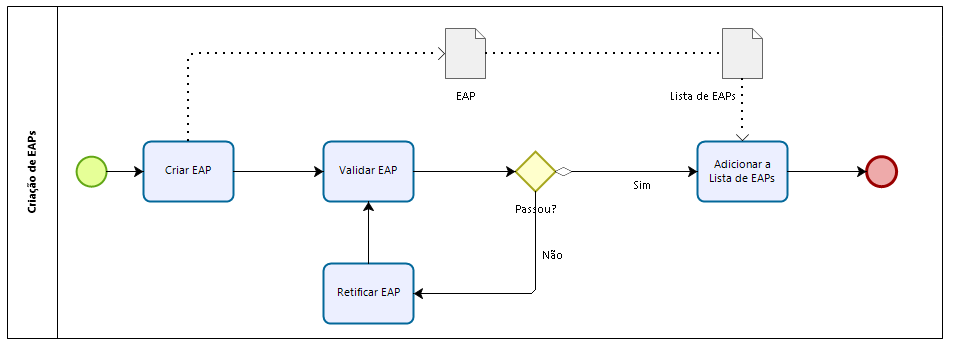 Criação de EAPs
EAP
Lista de EAPs
Criar EAP
Validar EAP
Passou?
Sim
Adicionar a
Lista de EAPs
Não
Retificar EAP